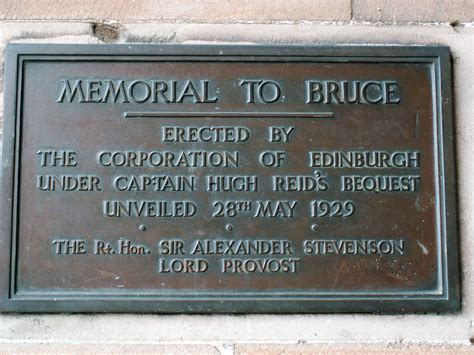 MEMORIAL TO BRUCE
ERECTED BY
THE CORPORATION OF EDINBURGH
UNDER CAPTAIN HUGH REID'S BEQUEST
UNVEILED 28TH MAY 1929
THE Rt. Hon. SIR ALEXANDER STEVENSON
LORD PROVOST